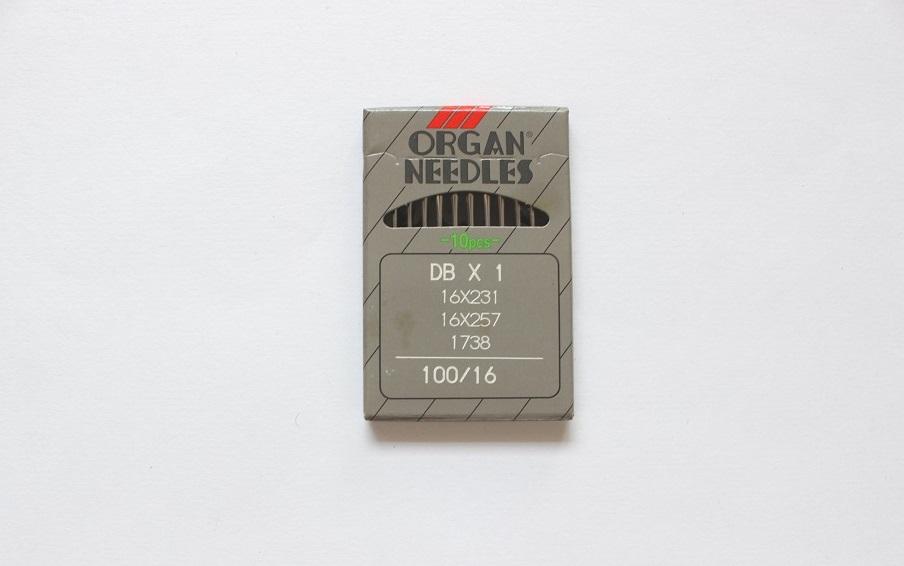 ORGAN®
NEEDLES
-10pcs-
DB X 1
16X231
16X257
1738
100/16